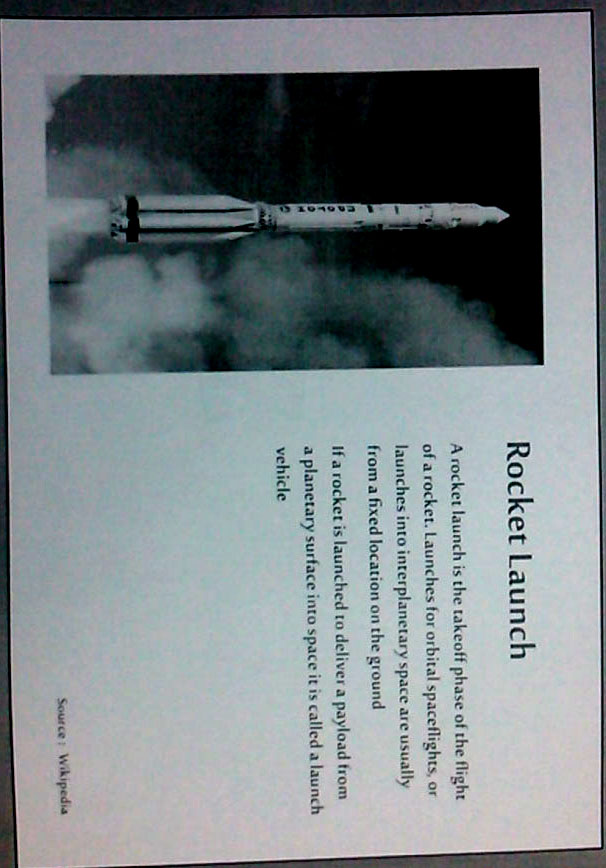 Rocket Launch
A rocket launch is the takeoff phase of the flight
of a rocket. Launches for orbital spaceflights, or
launches into interplanetary space are usually
from a fixed location on the ground
If a rocket is launched to deliver a payload from
a planetary surface into space it is called a launch
vehicle
Source : Wikipedia